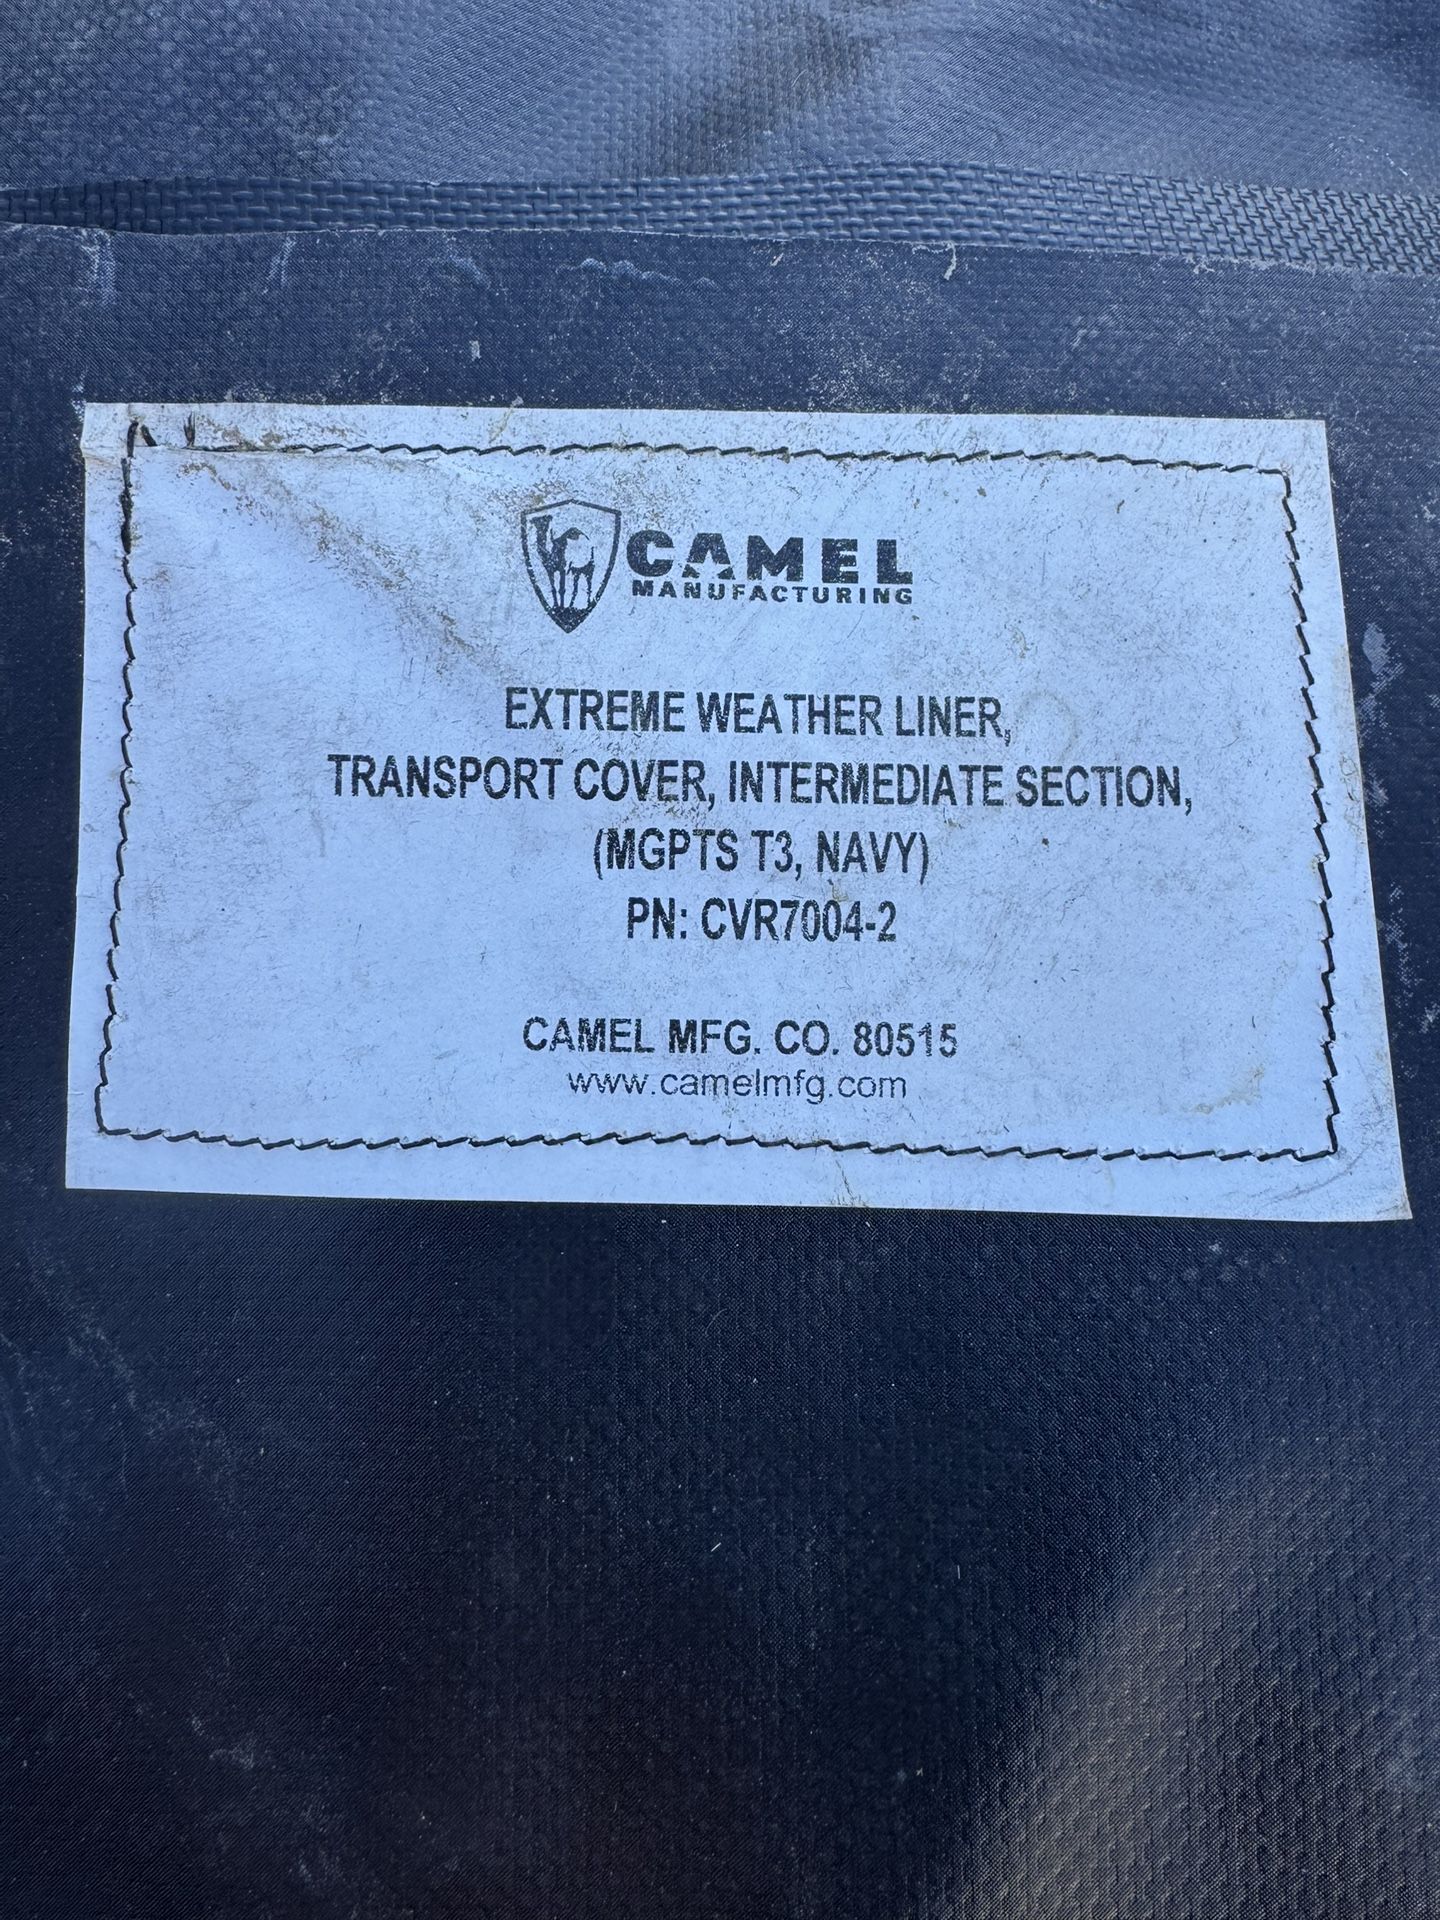 CAMEL
MANUFACTURING
EXTREME WEATHER LINER,
TRANSPORT COVER, INTERMEDIATE SECTION,
(MGPTS T3, NAVY)
PN: CVR7004-2
CAMEL MFG. CO. 80515
www.camelmfg.com